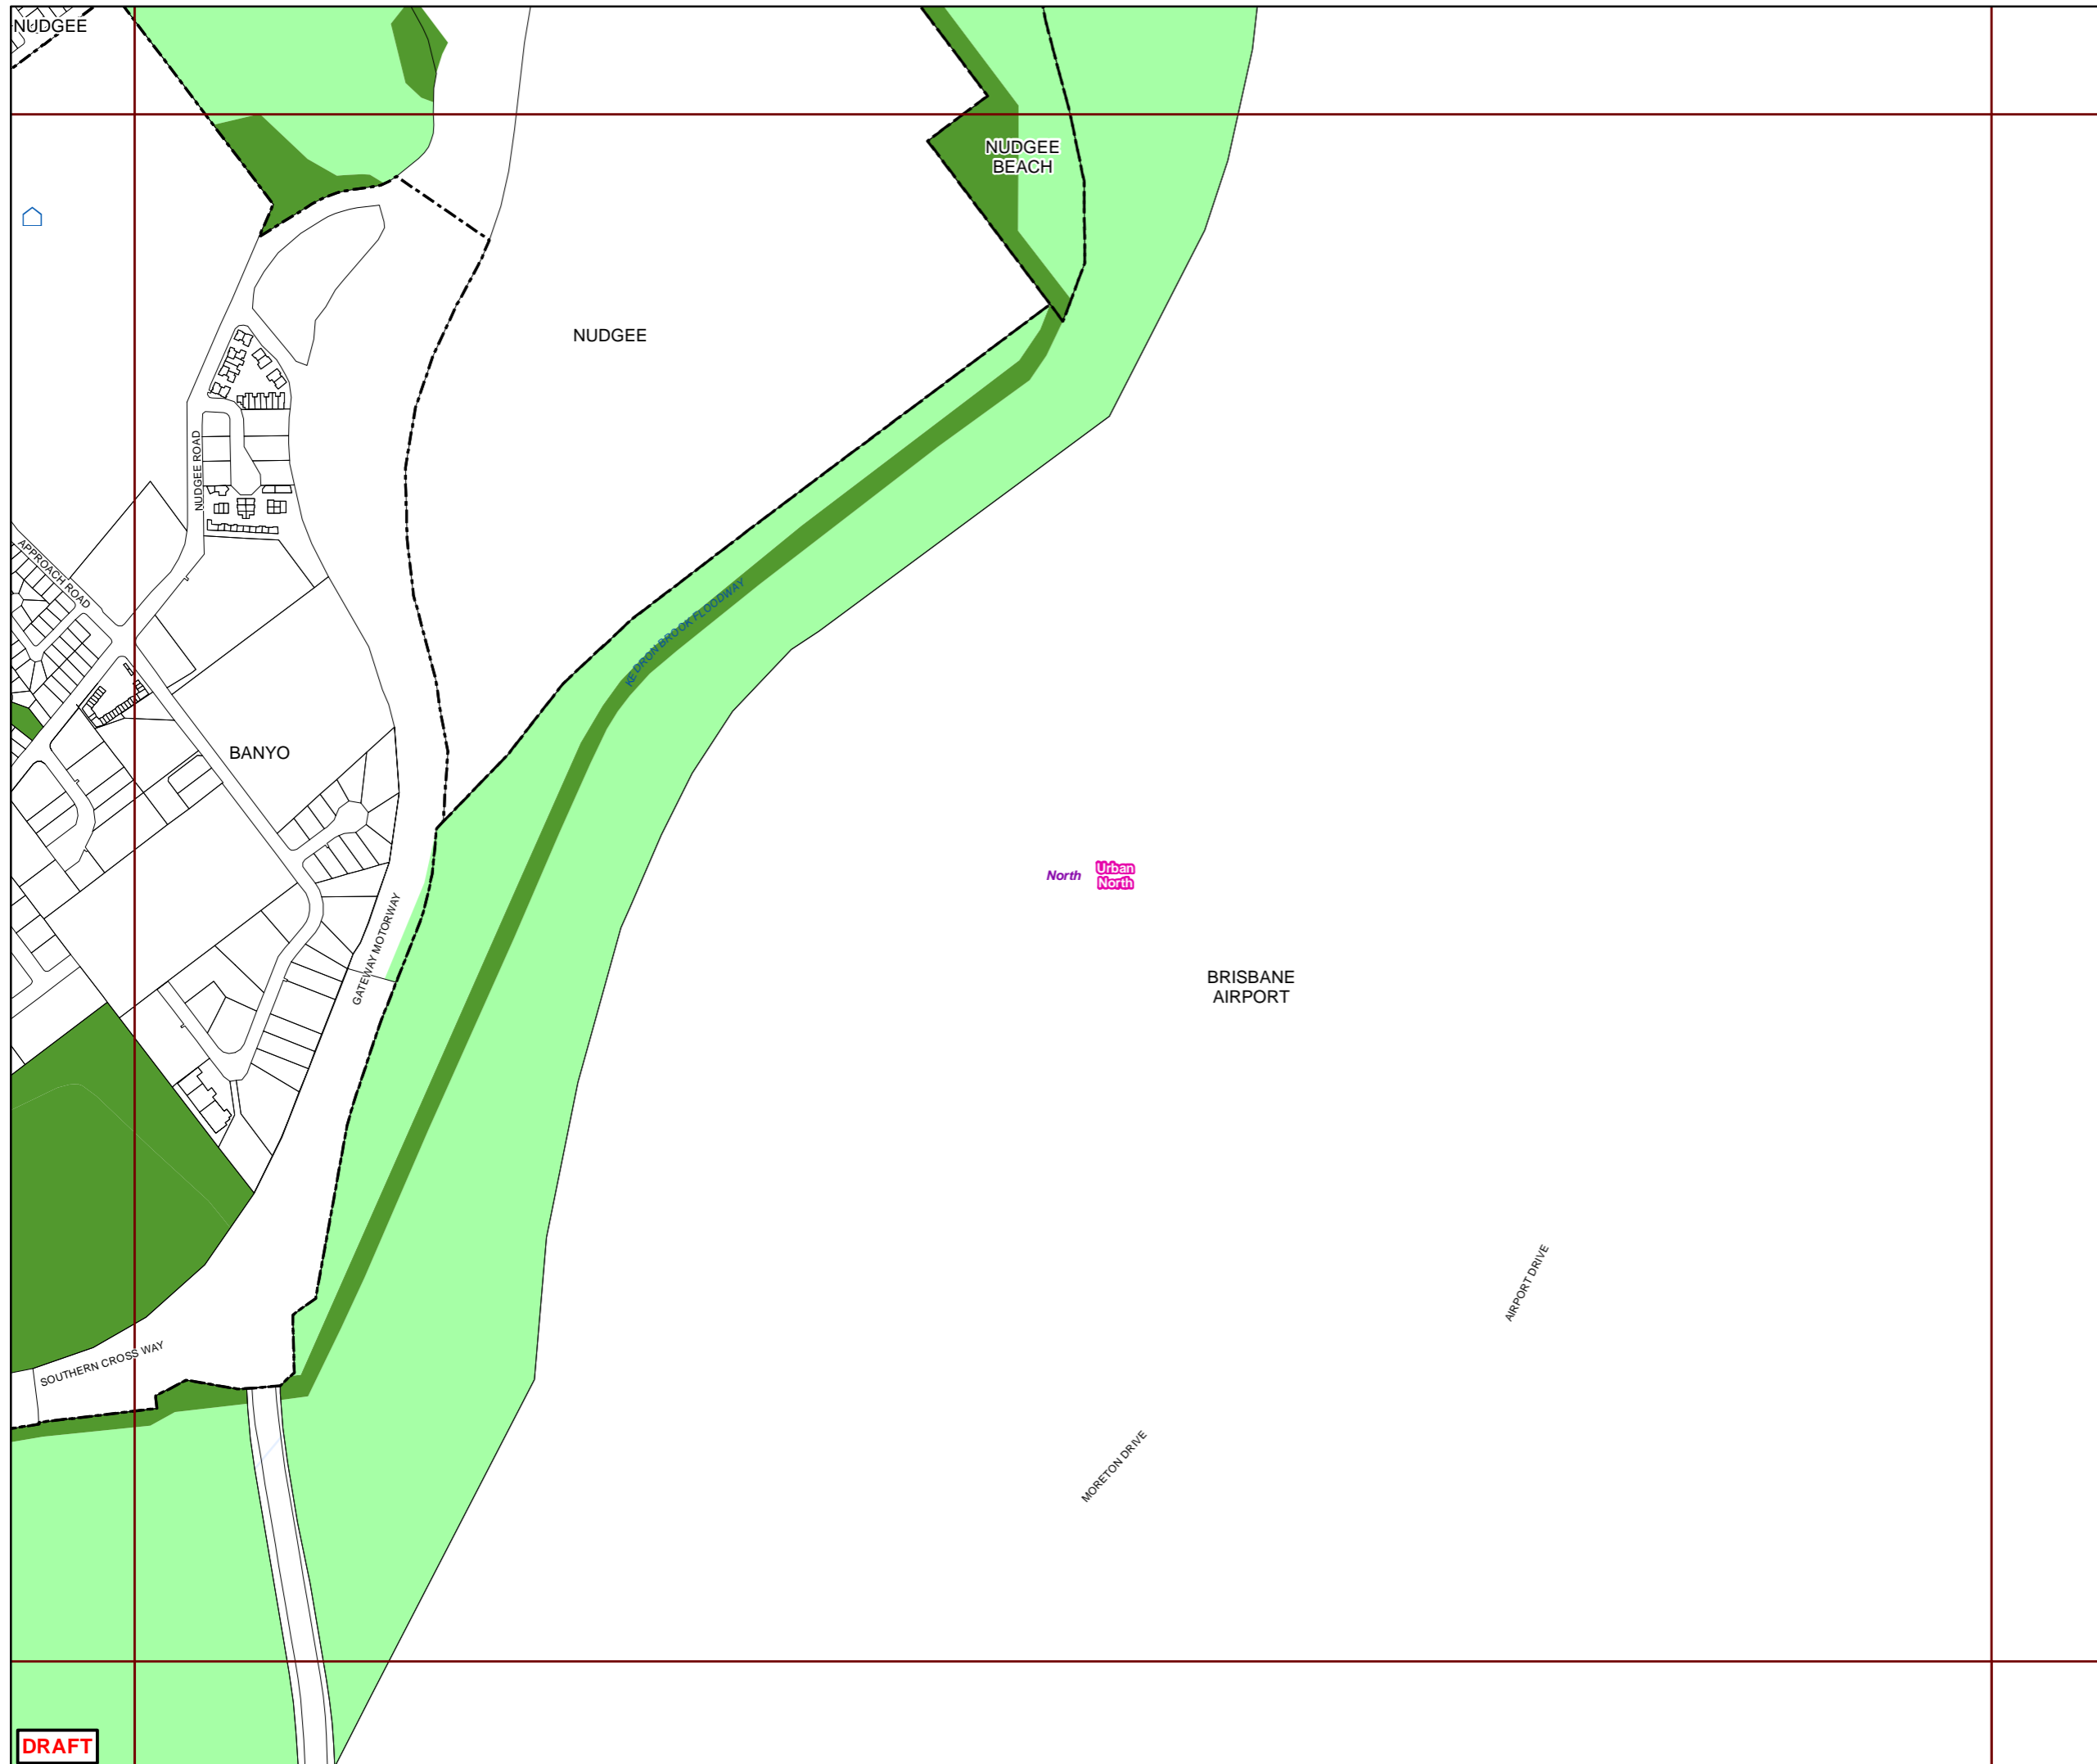 NUDGEE
NUDGEE
BEACH
NUDGEE
NUDGEE ROAD
APPROACH ROAD
KEDRON BROOK FLOODWAY
BANYO
North
Urban
North
GATEWAY MOTORWAY
BRISBANE
AIRPORT
AIRPORT DRIVE
SOUTHERN CROSS WAY
MORETON DRIVE
DRAFT